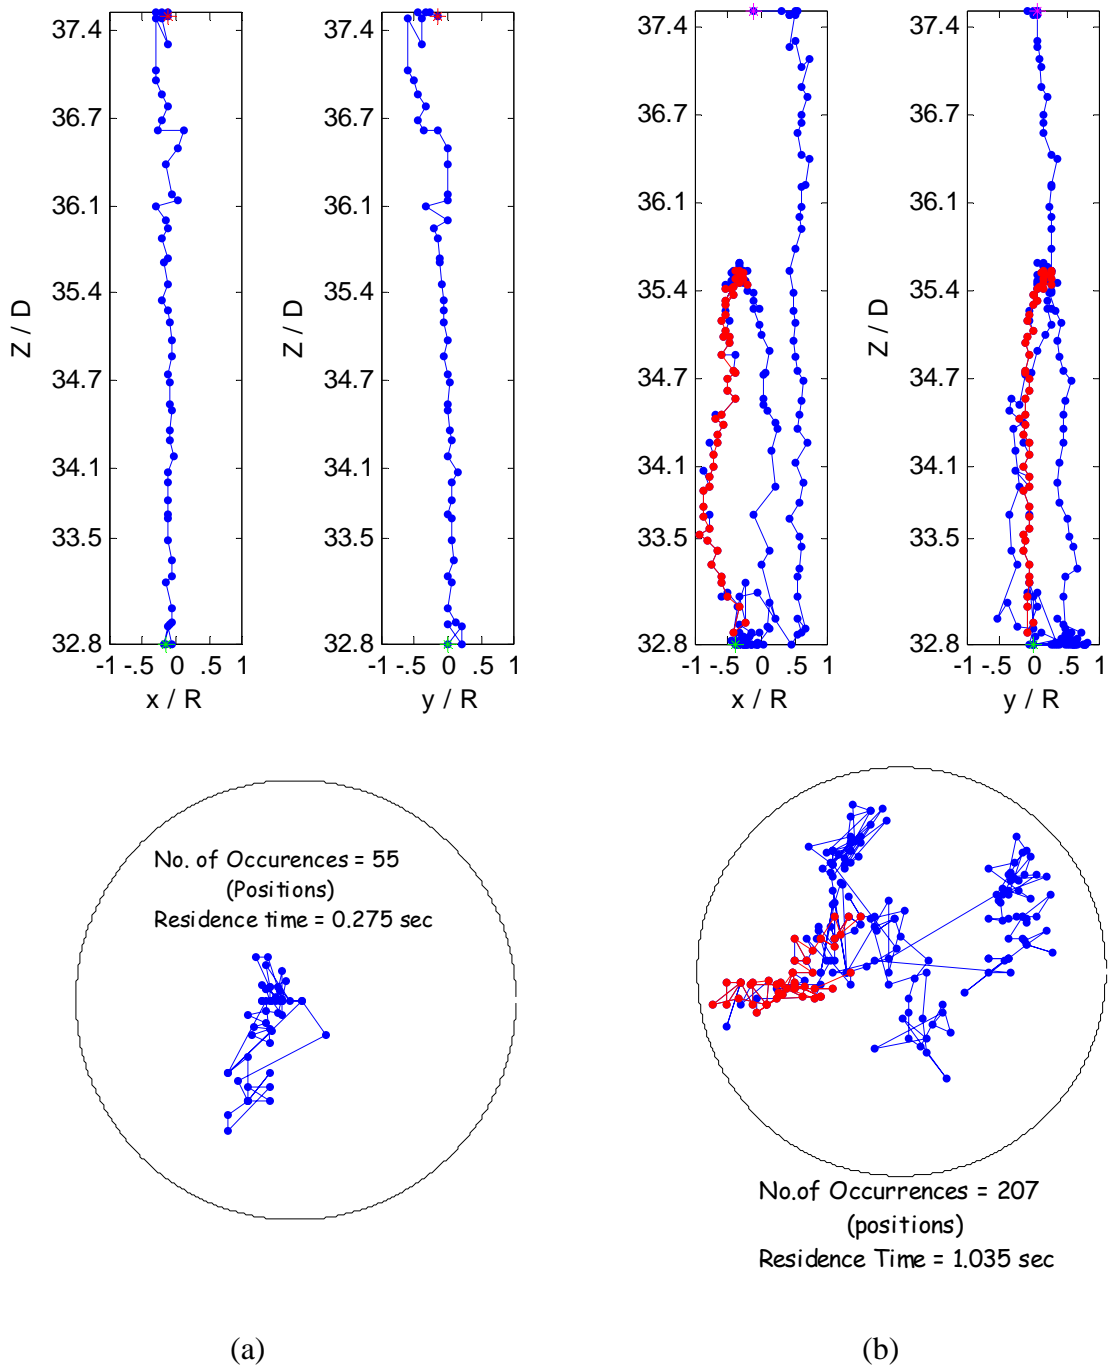 37.4
36.7
36.1
35.4
34.7
34.1
33.5
32.8
Z / D
-1 -.5 0 .5 1
x / R
37.4
36.7
36.1
35.4
34.7
34.1
33.5
32.8
Z / D
-1 -.5 0 .5 1
y / R
37.4
36.7
36.1
35.4
34.7
34.1
33.5
32.8
-1 -.5 0 .5 1
x / R
37.4
36.7
36.1
35.4
34.7
34.1
33.5
32.8
Z / D
-1 -.5 0 .5 1
y / R
No. of Occurences = 55
(Positions)
Residence time = 0.275 sec
No.of Occurrences = 207
(positions)
Residence Time = 1.035 sec
(a)
(b)